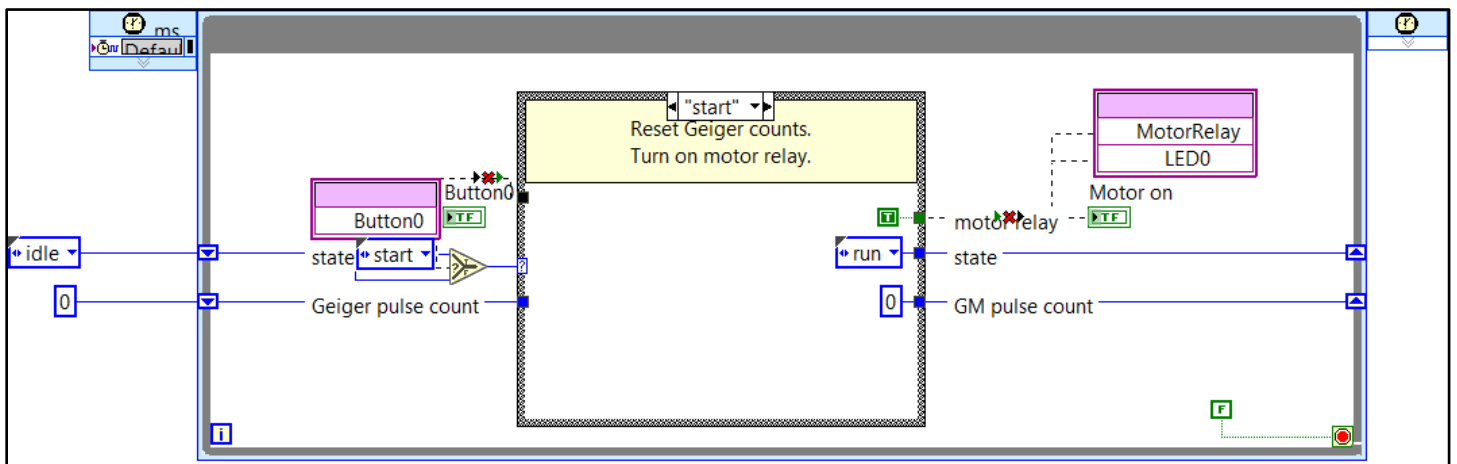 ms
Defaul
"start"
Reset Geiger counts.
Turn on motor relay.
MotorRelay
LED0
Button0
TF
Button0
Motor on
T
motor relay
TF
idle
state
start
?
T
F
?
run
state
0
Geiger pulse count
0
GM pulse count
F
i